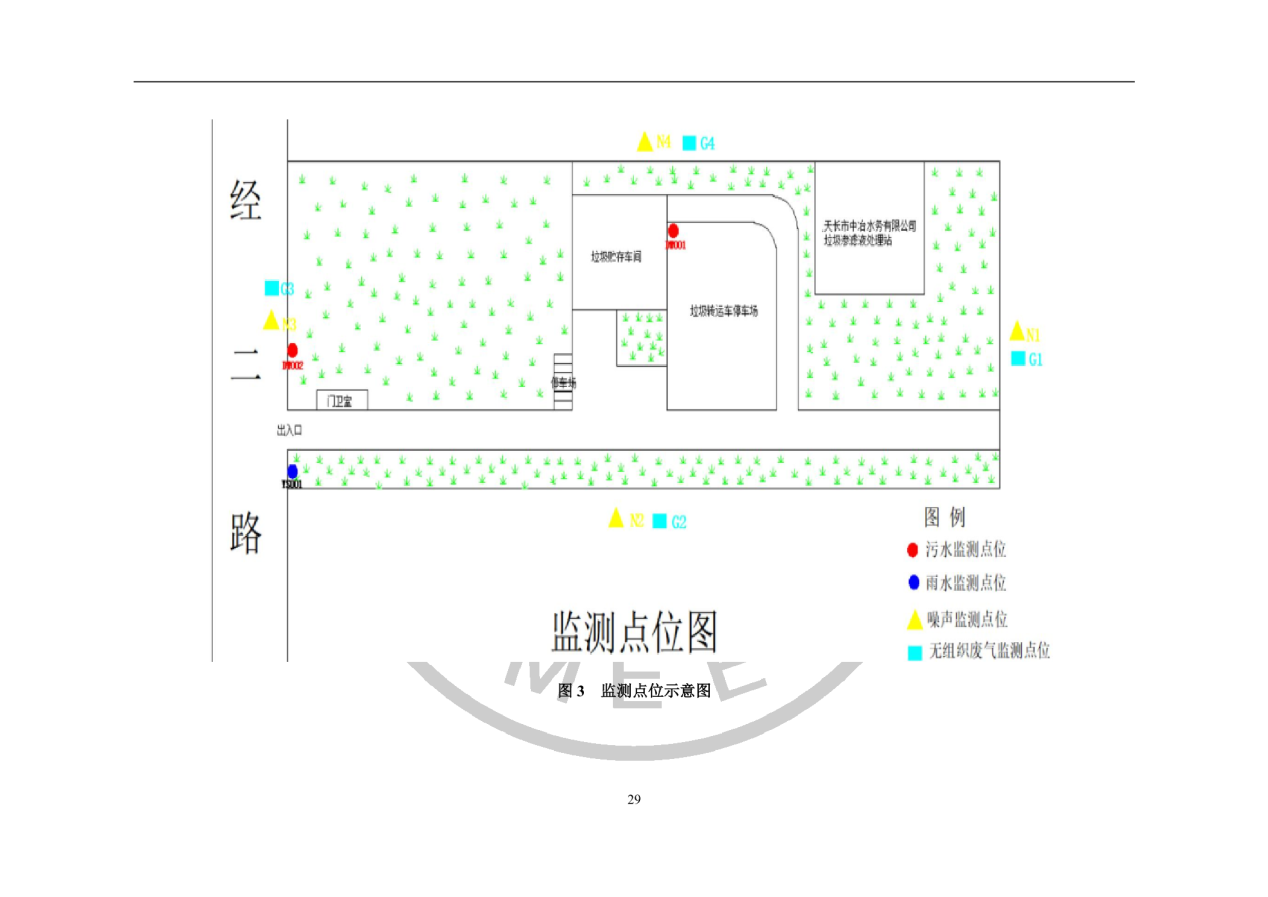 N4
G4
经
二
路
天长市中冶水务有限公司
垃圾渗滤液处理站
DW001
垃圾贮存车间
垃圾转运车停车场
G3
N3
N1
G1
DW002
停车场
门卫室
出入口
YS001
N2
G2
图 例
污水监测点位
雨水监测点位
噪声监测点位
无组织废气监测点位
监测点位图
MEE
图 3 监测点位示意图
29